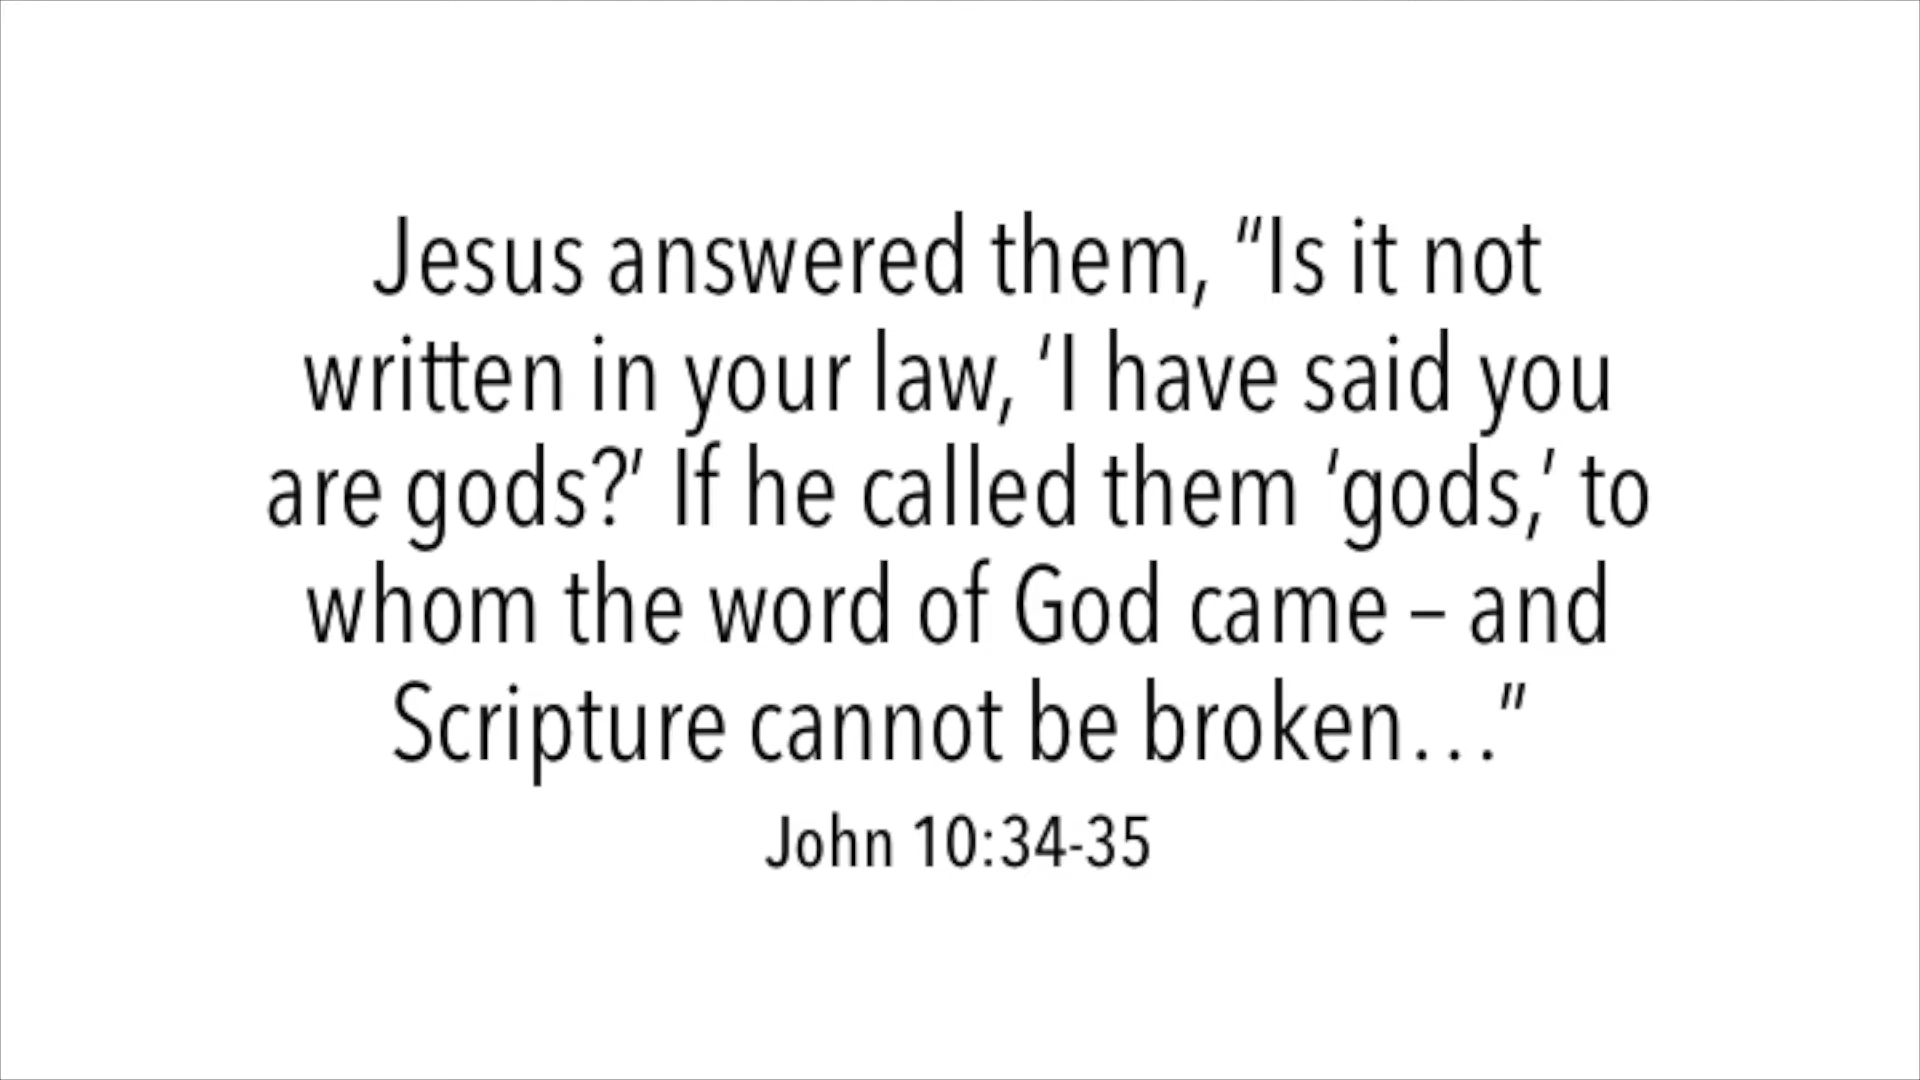 Jesus answered them, “Is it not
written in your law, ‘I have said you
are gods?’ If he called them ‘gods,’ to
whom the word of God came – and
Scripture cannot be broken…”
John 10:34-35